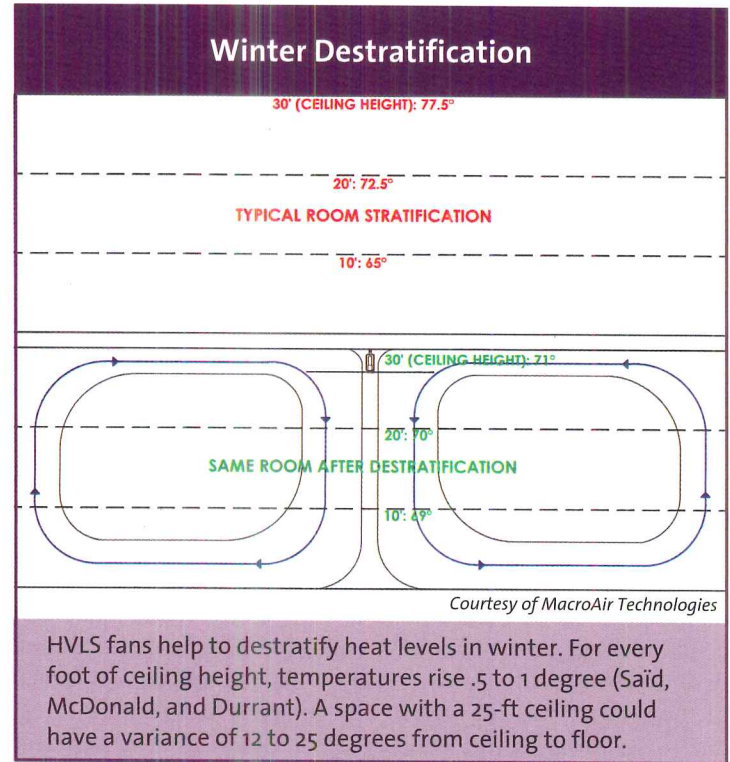 Winter Destratification
30' (CEILING HEIGHT): 77.5°
20': 72.5°
TYPICAL ROOM STRATIFICATION
10': 65°
30' (CEILING HEIGHT): 71°
20': 70°
SAME ROOM AFTER DESTRATIFICATION
10': 69°
Courtesy of MacroAir Technologies
HVLS fans help to destratify heat levels in winter. For every
foot of ceiling height, temperatures rise .5 to 1 degree (Saïd,
McDonald, and Durrant). A space with a 25-ft ceiling could
have a variance of 12 to 25 degrees from ceiling to floor.